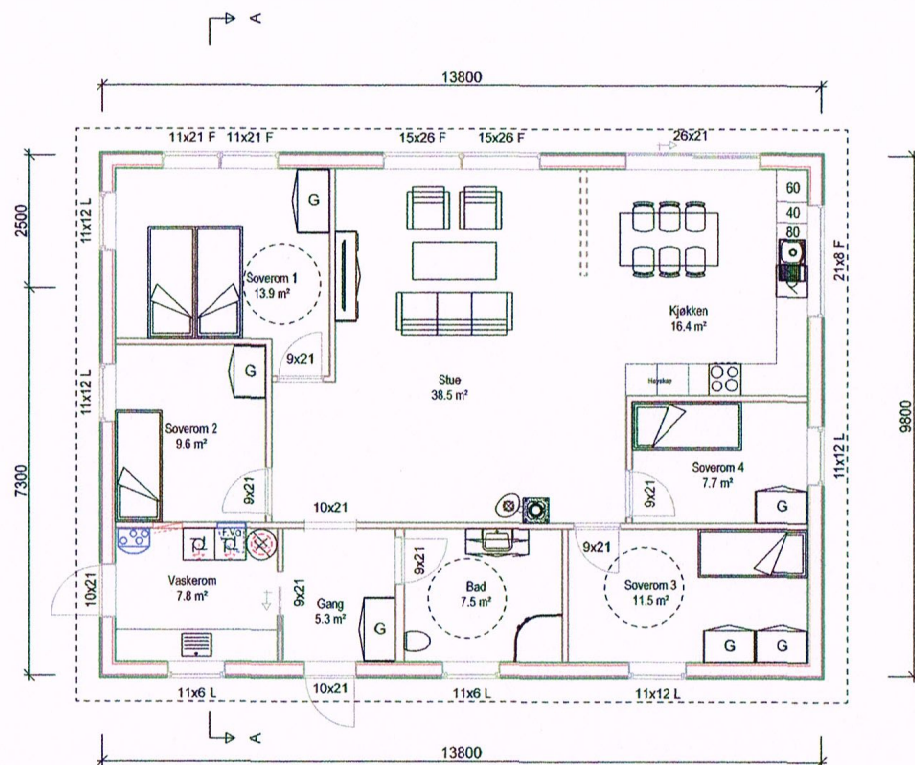 A
13800
11x21 F 11x21 F 15x26 F 15x26 F 26x21
2500
11x12 L
G
60
40
80
21x8 F
Soverom 1
13.9 m²
Kjøkken
16.4 m²
9x21
Stue
38.5 m²
G
11x12 L
Soverom 2
9.6 m²
9800
7300
11x12 L
Soverom 4
7.7 m²
9x21
9x21
G
10x21
9x21
9x21
10x21
Vaskerom
7.8 m²
9x21
Gang
5.3 m²
Bad
7.5 m²
Soverom 3
11.5 m²
G
G
G
11x6 L
10x21
11x6 L
11x12 L
A
13800